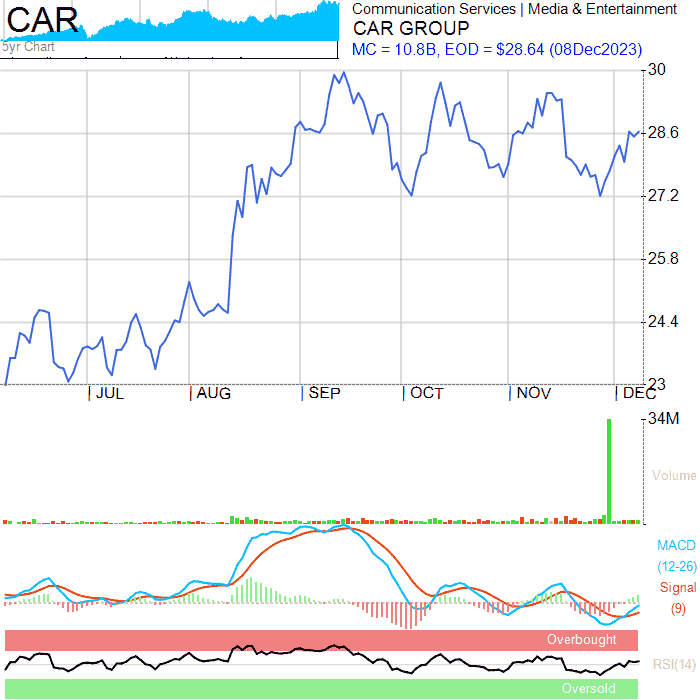 CAR
5yr Chart
Communication Services | Media & Entertainment
CAR GROUP
MC = 10.8B, EOD = $28.64 (08Dec2023)
30
28.6
27.2
25.8
24.4
23
JUL
AUG
SEP
OCT
NOV
DEC
34M
Volume
MACD
(12-26)
Signal
(9)
Overbought
RSI(14)
Oversold